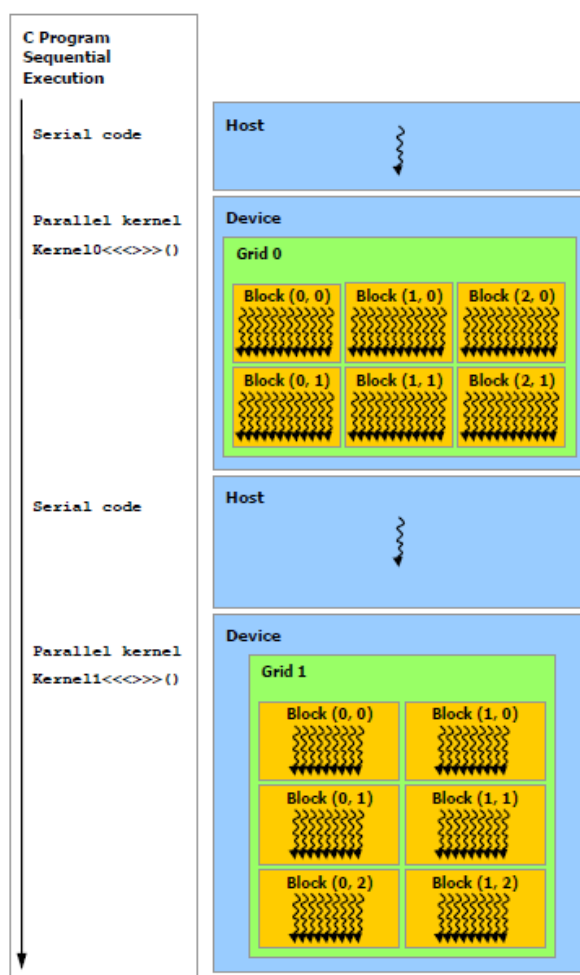 C Program
Sequential
Execution
Serial code
Host
Parallel kernel
Kernel0<<<>>>()
Device
Grid 0
Block (0, 0)
Block (1, 0)
Block (2, 0)
Block (0, 1)
Block (1, 1)
Block (2, 1)
Serial code
Host
Parallel kernel
Kernel1<<<>>>()
Device
Grid 1
Block (0, 0)
Block (1, 0)
Block (0, 1)
Block (1, 1)
Block (0, 2)
Block (1, 2)